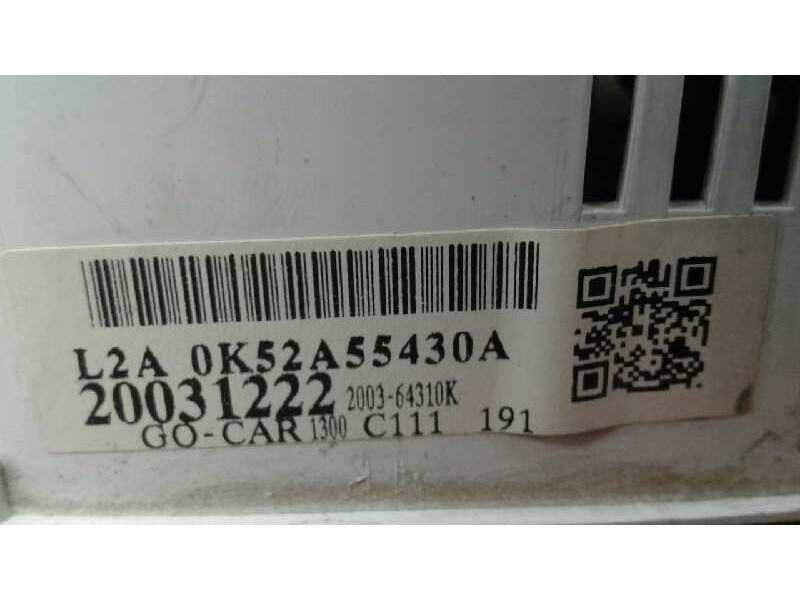 L2A 0K52A55430A
20031222 2003-64310K
GO-CAR 1300 C111 191